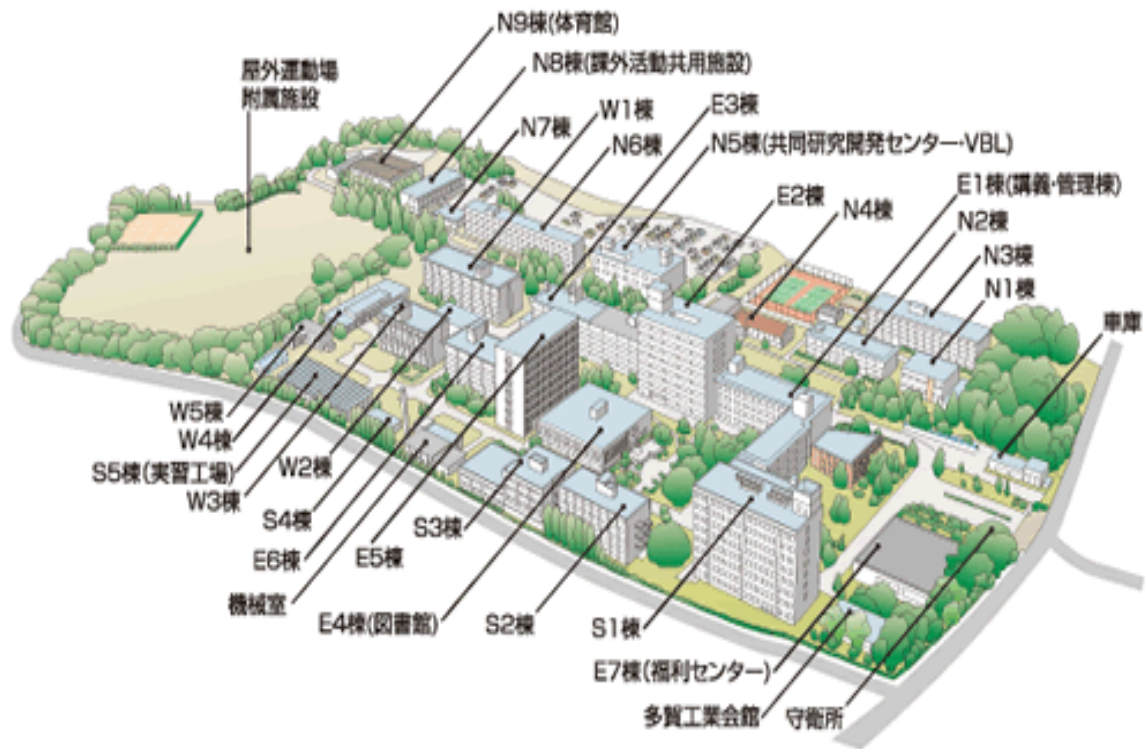 N9棟(体育館)
N8棟(課外活動共用施設)
屋外運動場
附属施設
W1棟
E3棟
N7棟
N6棟
N5棟(共同研究開発センター・VBL)
E1棟(講義・管理棟)
E2棟
N4棟
N2棟
N3棟
N1棟
車庫
W5棟
W4棟
S5棟(実習工場)
W3棟
W2棟
S4棟
E6棟
機械室
E5棟
S3棟
E4棟(図書館)
S2棟
S1棟
E7棟(福利センター)
多賀工業会館
守衛所